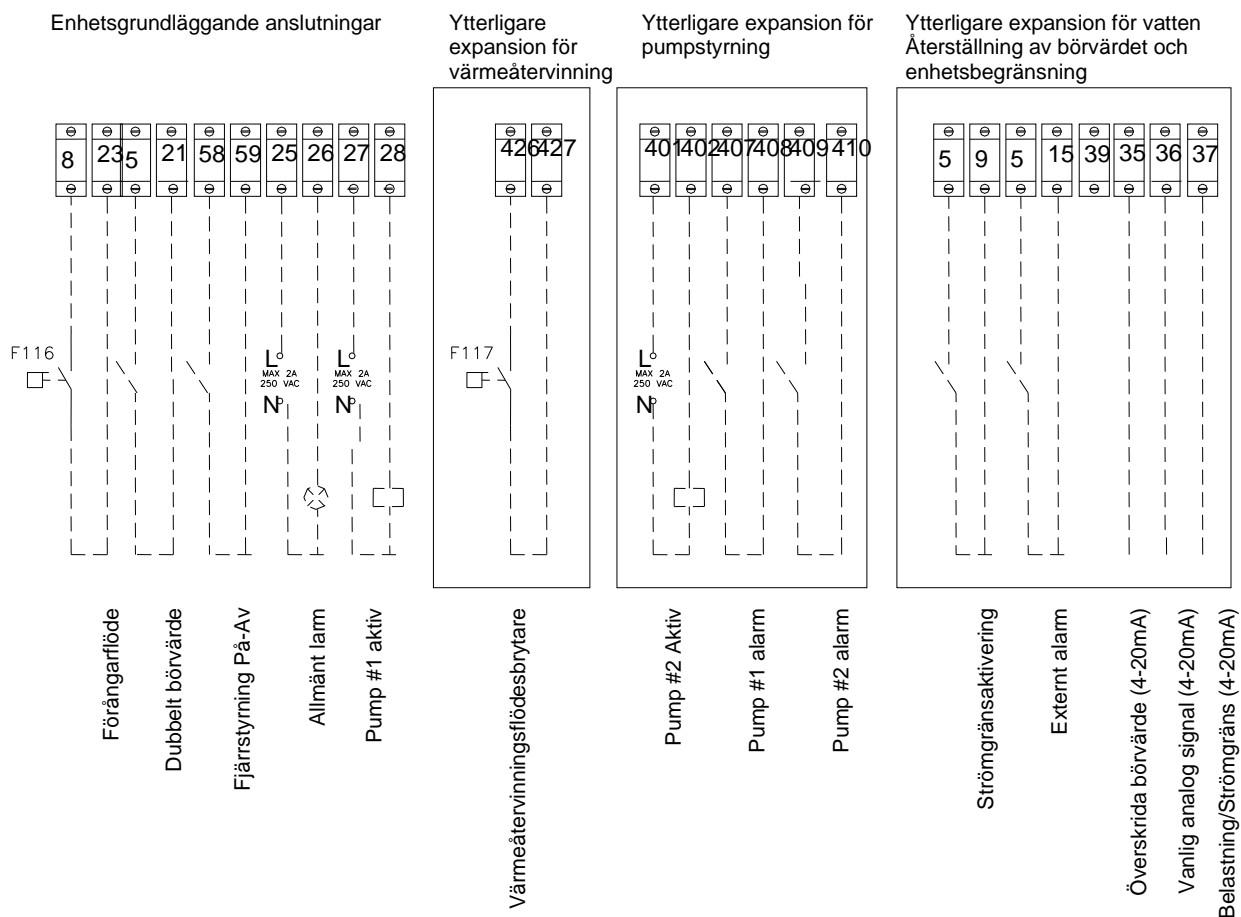 Enhetsgrundläggande anslutningar
Ytterligare
expansion för
värmeåtervinning
Ytterligare expansion för
pumpstyrning
Ytterligare expansion för vatten
Återställning av börvärdet och
enhetsbegränsning
8 23 5 21 58 59 25 26 27 28
426 427
401 402 407 408 409 410
5 9 5 15 39 35 36 37
F116
L
MAX 2A
250 VAC
N
L
MAX 2A
250 VAC
N
F117
L
MAX 2A
250 VAC
N
Förångarflöde
Dubbelt börvärde
Fjärrstyrning På-Av
Allmänt larm
Pump #1 aktiv
Värmeåtervinningsflödesbrytare
Pump #2 Aktiv
Pump #1 alarm
Pump #2 alarm
Strömgränsaktivering
Externt alarm
Överskrida börvärde (4-20mA)
Vanlig analog signal (4-20mA)
Belastning/Strömgräns (4-20mA)